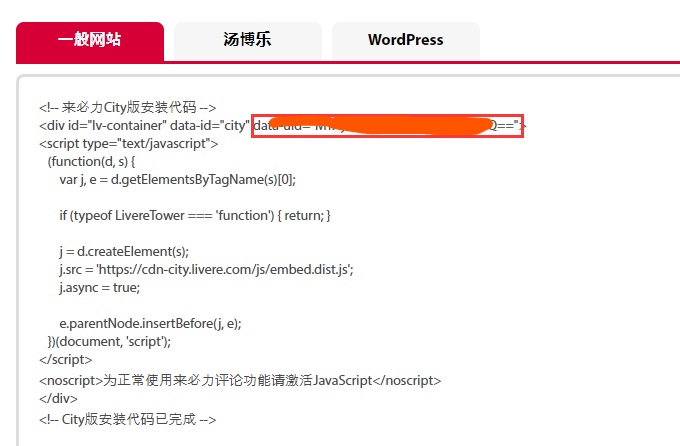 一般网站
汤博乐
WordPress
<!-- 来必力City版安装代码 -->
<div id="lv-container" data-id="city" data-uid=" Q==">
<script type="text/javascript">
(function(d, s) {
var j, e = d.getElementsByTagName(s)[0];
if (typeof LivereTower === 'function') { return; }
j = d.createElement(s);
j.src = 'https://cdn-city.livere.com/js/embed.dist.js';
j.async = true;
e.parentNode.insertBefore(j, e);
})(document, 'script');
</script>
<noscript>为正常使用来必力评论功能请激活JavaScript</noscript>
</div>
<!-- City版安装代码已完成 -->